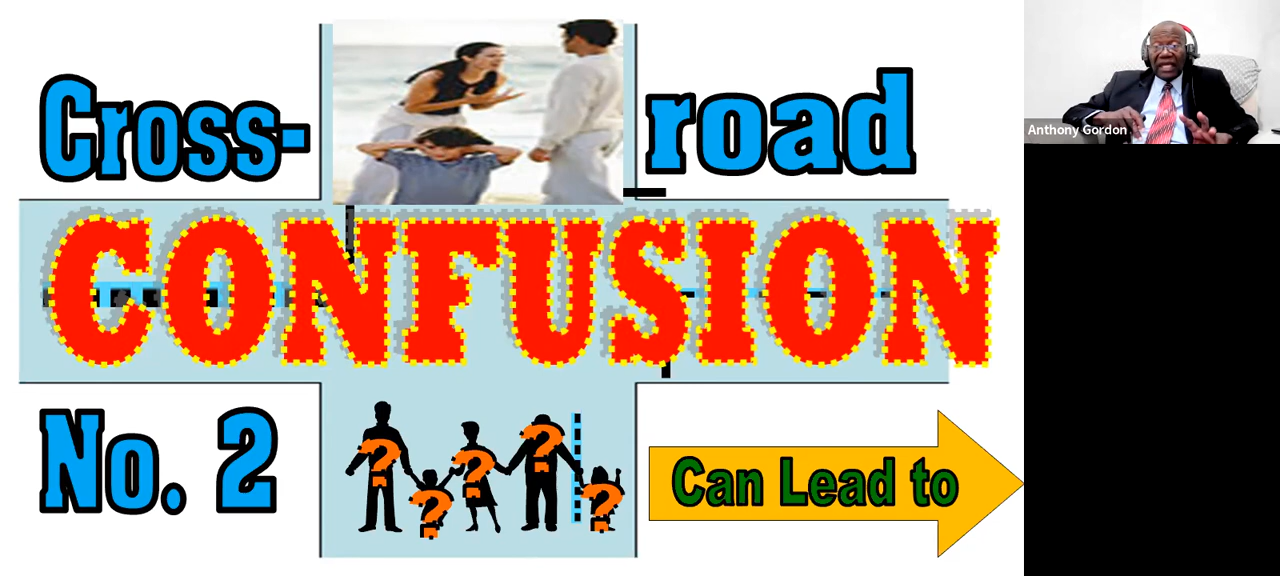 Cross-road
CONFUSION
No. 2
? ? ? ? ?
Can Lead to
Anthony Gordon